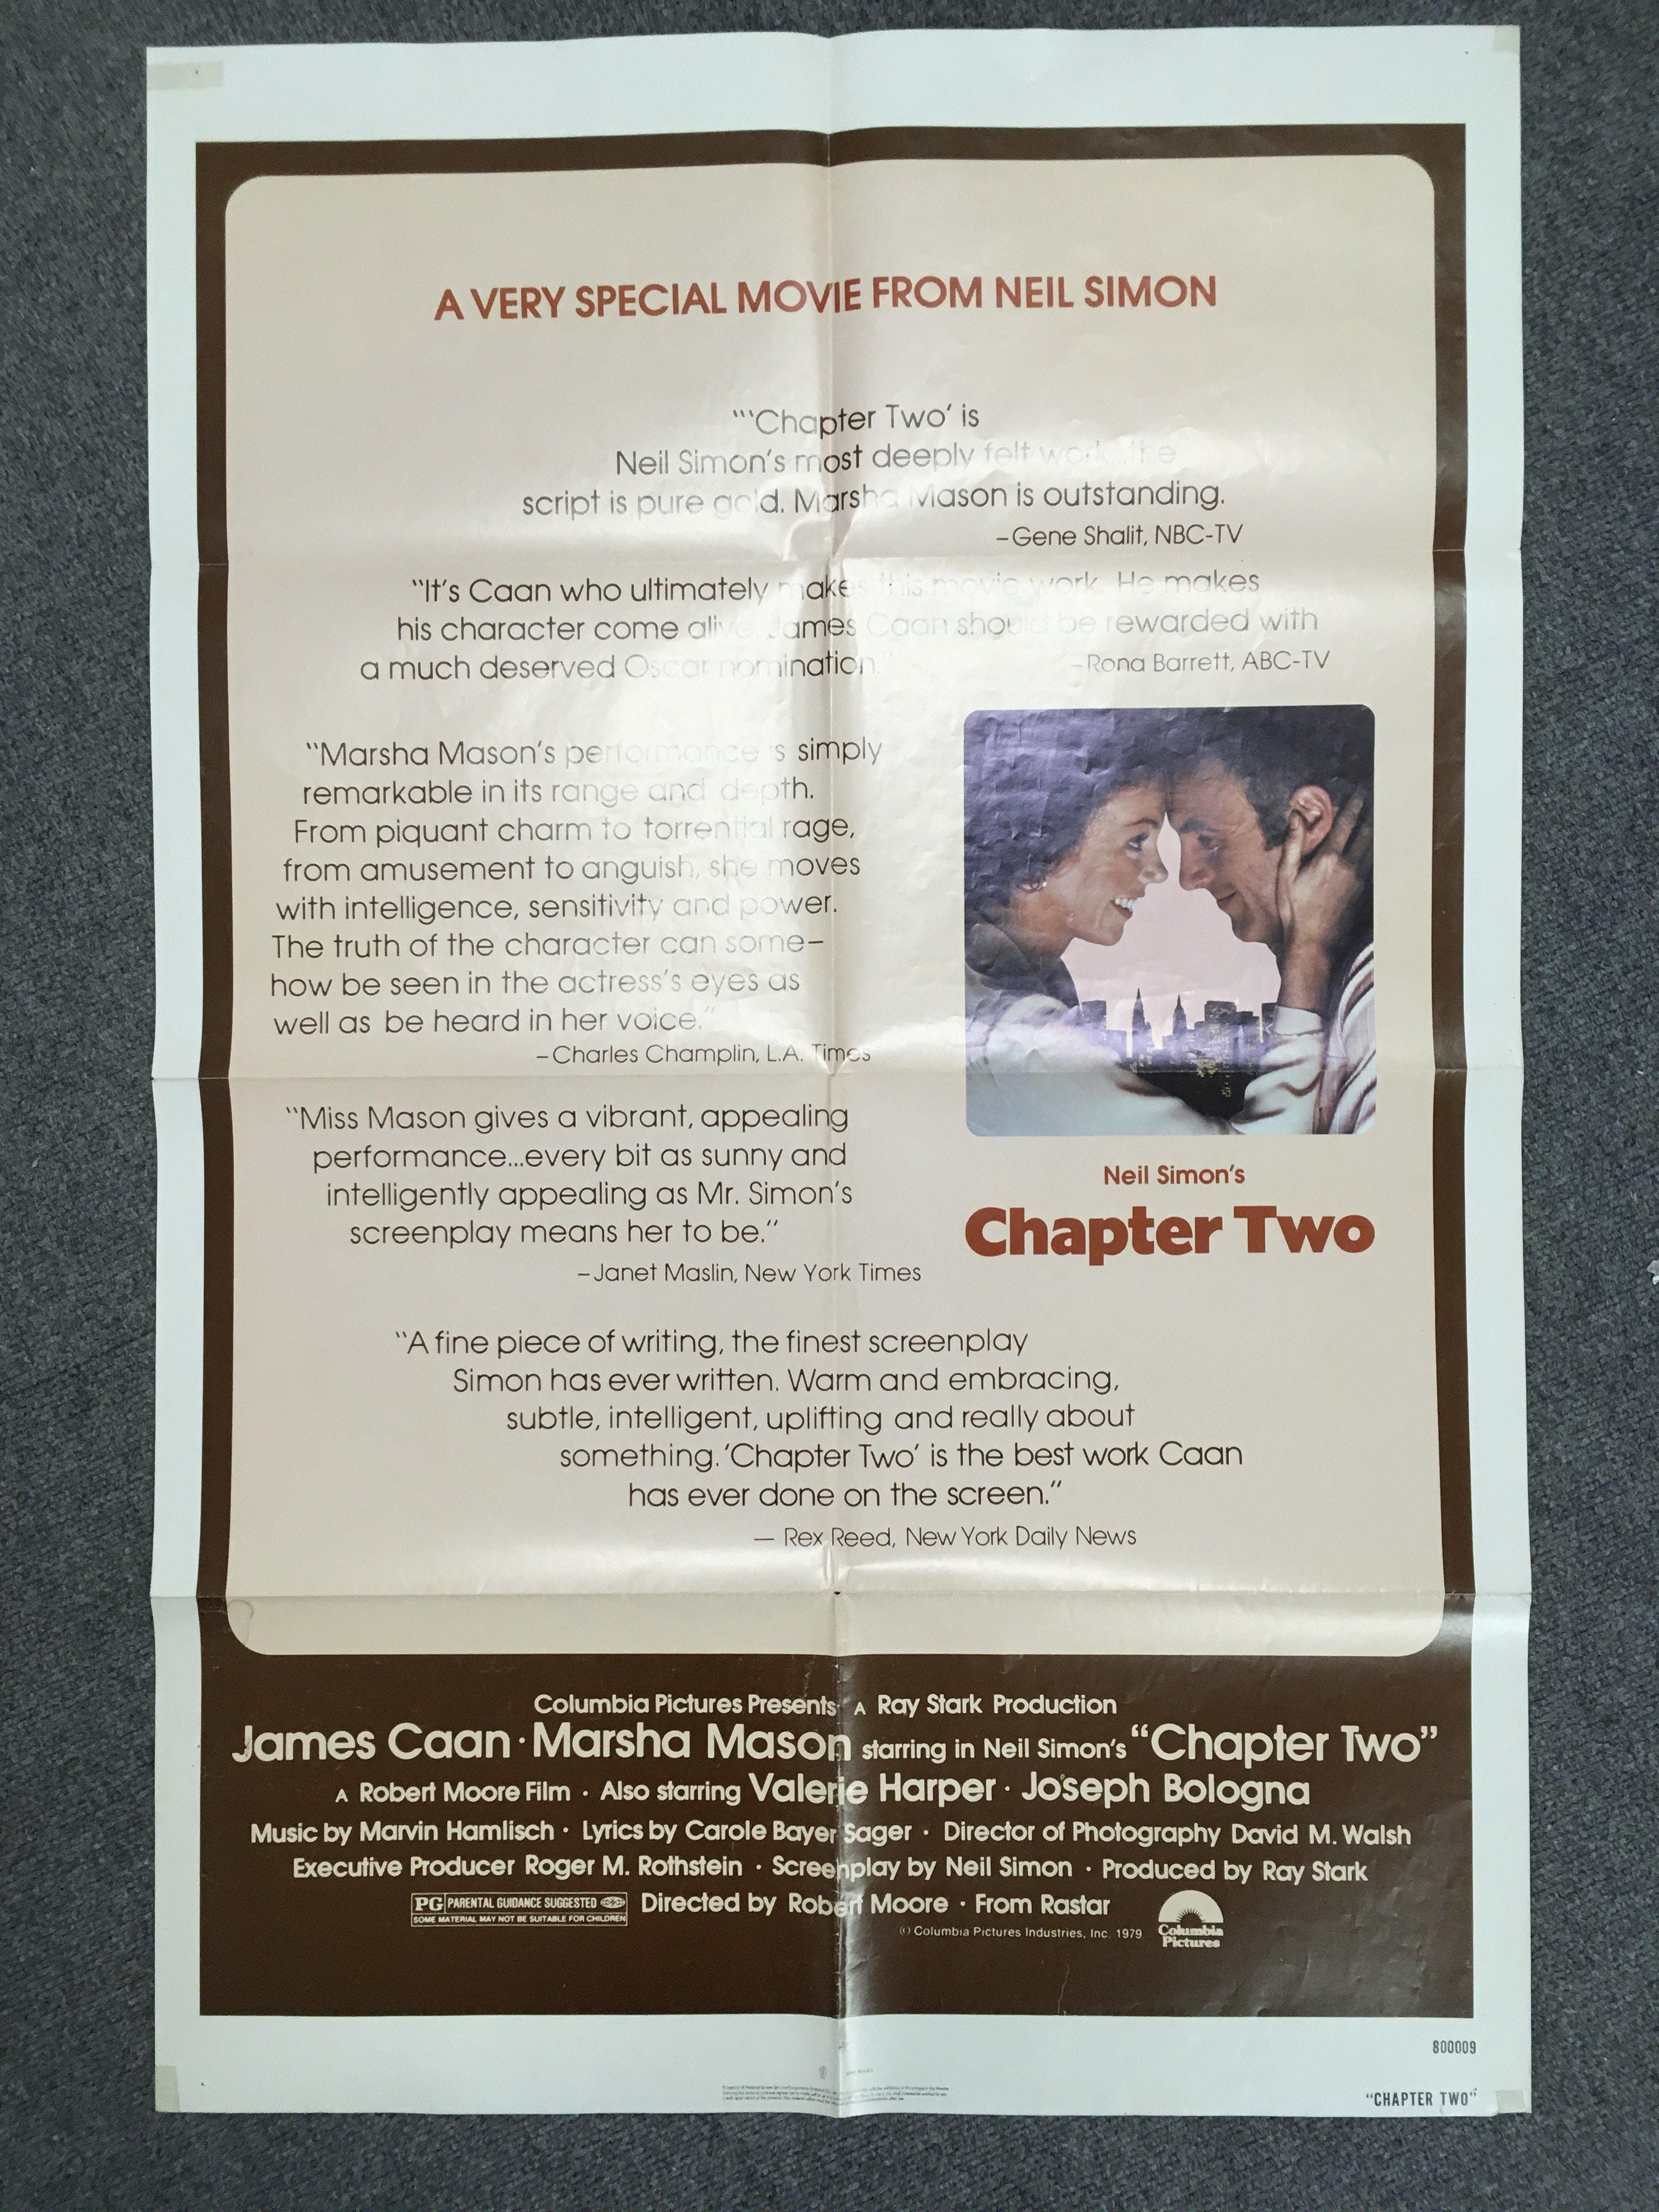 A VERY SPECIAL MOVIE FROM NEIL SIMON
"'Chapter Two' is
Neil Simon's most deeply felt work...the
script is pure gold. Marsha Mason is outstanding.
–Gene Shalit, NBC-TV
"It's Caan who ultimately makes this movie work. He makes
his character come alive. James Caan should be rewarded with
a much deserved Oscar nomination."
–Rona Barrett, ABC-TV
"Marsha Mason's performance is simply
remarkable in its range and depth.
From piquant charm to torrential rage,
from amusement to anguish, she moves
with intelligence, sensitivity and power.
The truth of the character can some–
how be seen in the actress's eyes as
well as be heard in her voice."
–Charles Champlin, L.A. Times
"Miss Mason gives a vibrant, appealing
performance...every bit as sunny and
intelligently appealing as Mr. Simon's
screenplay means her to be."
–Janet Maslin, New York Times
Neil Simon's
Chapter Two
"A fine piece of writing, the finest screenplay
Simon has ever written. Warm and embracing,
subtle, intelligent, uplifting and really about
something. 'Chapter Two' is the best work Caan
has ever done on the screen."
— Rex Reed, New York Daily News
Columbia Pictures Presents A Ray Stark Production
James Caan · Marsha Mason starring in Neil Simon's "Chapter Two"
A Robert Moore Film · Also starring Valerie Harper · Joseph Bologna
Music by Marvin Hamlisch · Lyrics by Carole Bayer Sager · Director of Photography David M. Walsh
Executive Producer Roger M. Rothstein · Screenplay by Neil Simon · Produced by Ray Stark
PG PARENTAL GUIDANCE SUGGESTED
SOME MATERIAL MAY NOT BE SUITABLE FOR CHILDREN
Directed by Robert Moore · From Rastar
© Columbia Pictures Industries, Inc. 1979
Columbia
Pictures
800009
"CHAPTER TWO"